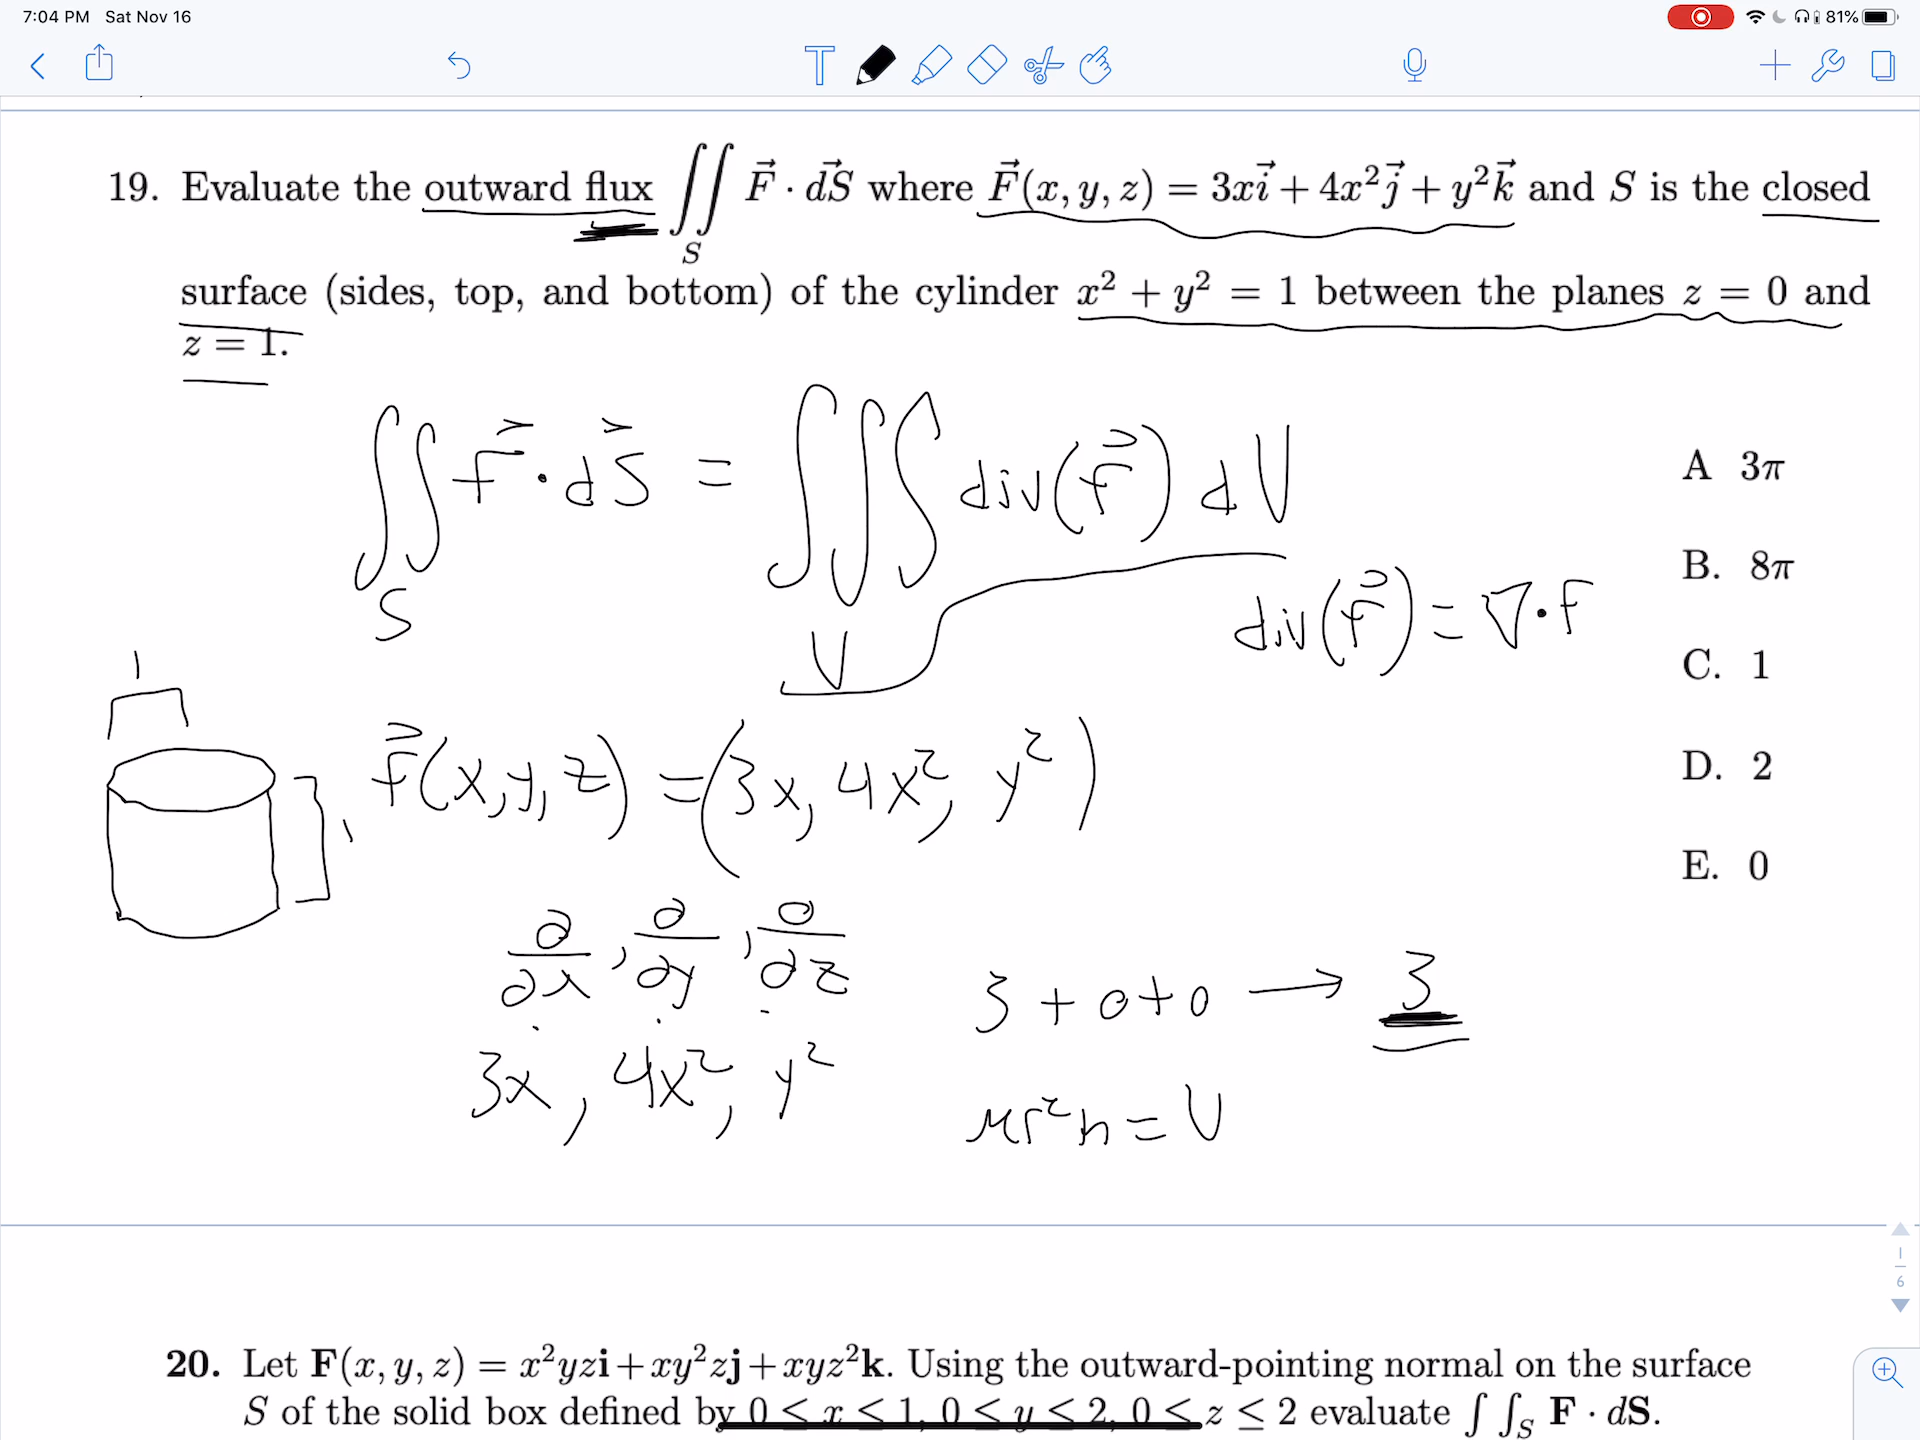 7:04 PM Sat Nov 16
81%
19. Evaluate the outward flux ∬_S F⃗ · dS⃗ where F⃗(x, y, z) = 3xi⃗ + 4x²j⃗ + y²k⃗ and S is the closed
surface (sides, top, and bottom) of the cylinder x² + y² = 1 between the planes z = 0 and
z = 1.
∬_S F⃗ · dS⃗ = ∭_V div(F⃗) dV
A 3π
B. 8π
div(F⃗) = ∇·F
C. 1
1
F⃗(x, y, z) = (3x, 4x², y²)
D. 2
1
E. 0
∂/∂x, ∂/∂y, ∂/∂z
3 + 0 + 0 → 3
3x, 4x², y²
πr²h = V
1
6
20. Let F(x, y, z) = x²yzi + xy²zj + xyz²k. Using the outward-pointing normal on the surface
S of the solid box defined by 0 ≤ x ≤ 1, 0 ≤ y ≤ 2, 0 ≤ z ≤ 2 evaluate ∫∫_S F · dS.